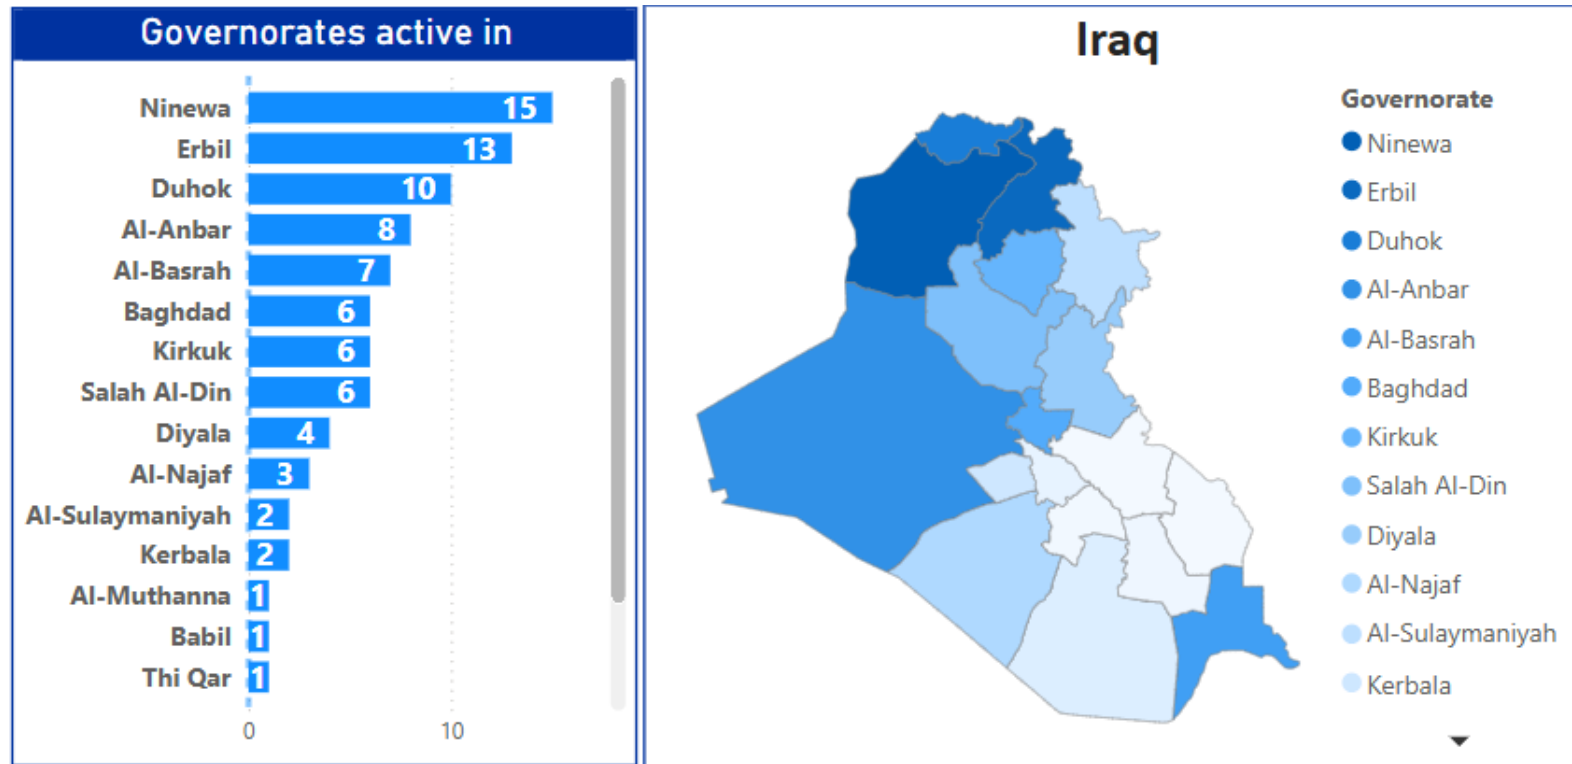 Governorates active in
Ninewa 15
Erbil 13
Duhok 10
Al-Anbar 8
Al-Basrah 7
Baghdad 6
Kirkuk 6
Salah Al-Din 6
Diyala 4
Al-Najaf 3
Al-Sulaymaniyah 2
Kerbala 2
Al-Muthanna 1
Babil 1
Thi Qar 1
0 10
Iraq
Governorate
Ninewa
Erbil
Duhok
Al-Anbar
Al-Basrah
Baghdad
Kirkuk
Salah Al-Din
Diyala
Al-Najaf
Al-Sulaymaniyah
Kerbala